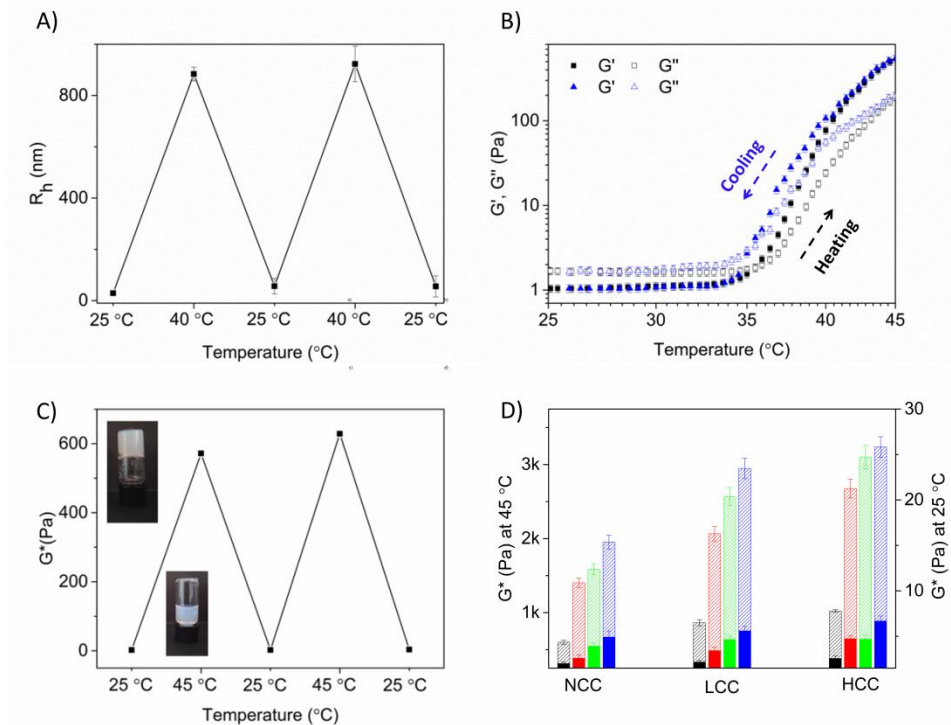 A)
800
400
0
R_h (nm)
25 °C
40 °C
25 °C
40 °C
25 °C
Temperature (°C)
B)
G' G"
G' G"
100
10
1
G', G" (Pa)
Cooling
Heating
25
30
35
40
45
Temperature (°C)
C)
600
400
200
0
G*(Pa)
25 °C
45 °C
25 °C
45 °C
25 °C
Temperature (°C)
D)
3k
2k
1k
G* (Pa) at 45 °C
30
20
10
G* (Pa) at 25 °C
NCC
LCC
HCC